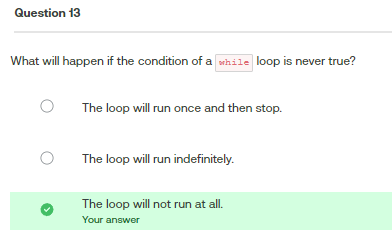 Question 13
What will happen if the condition of a while loop is never true?
The loop will run once and then stop.
The loop will run indefinitely.
The loop will not run at all.
Your answer